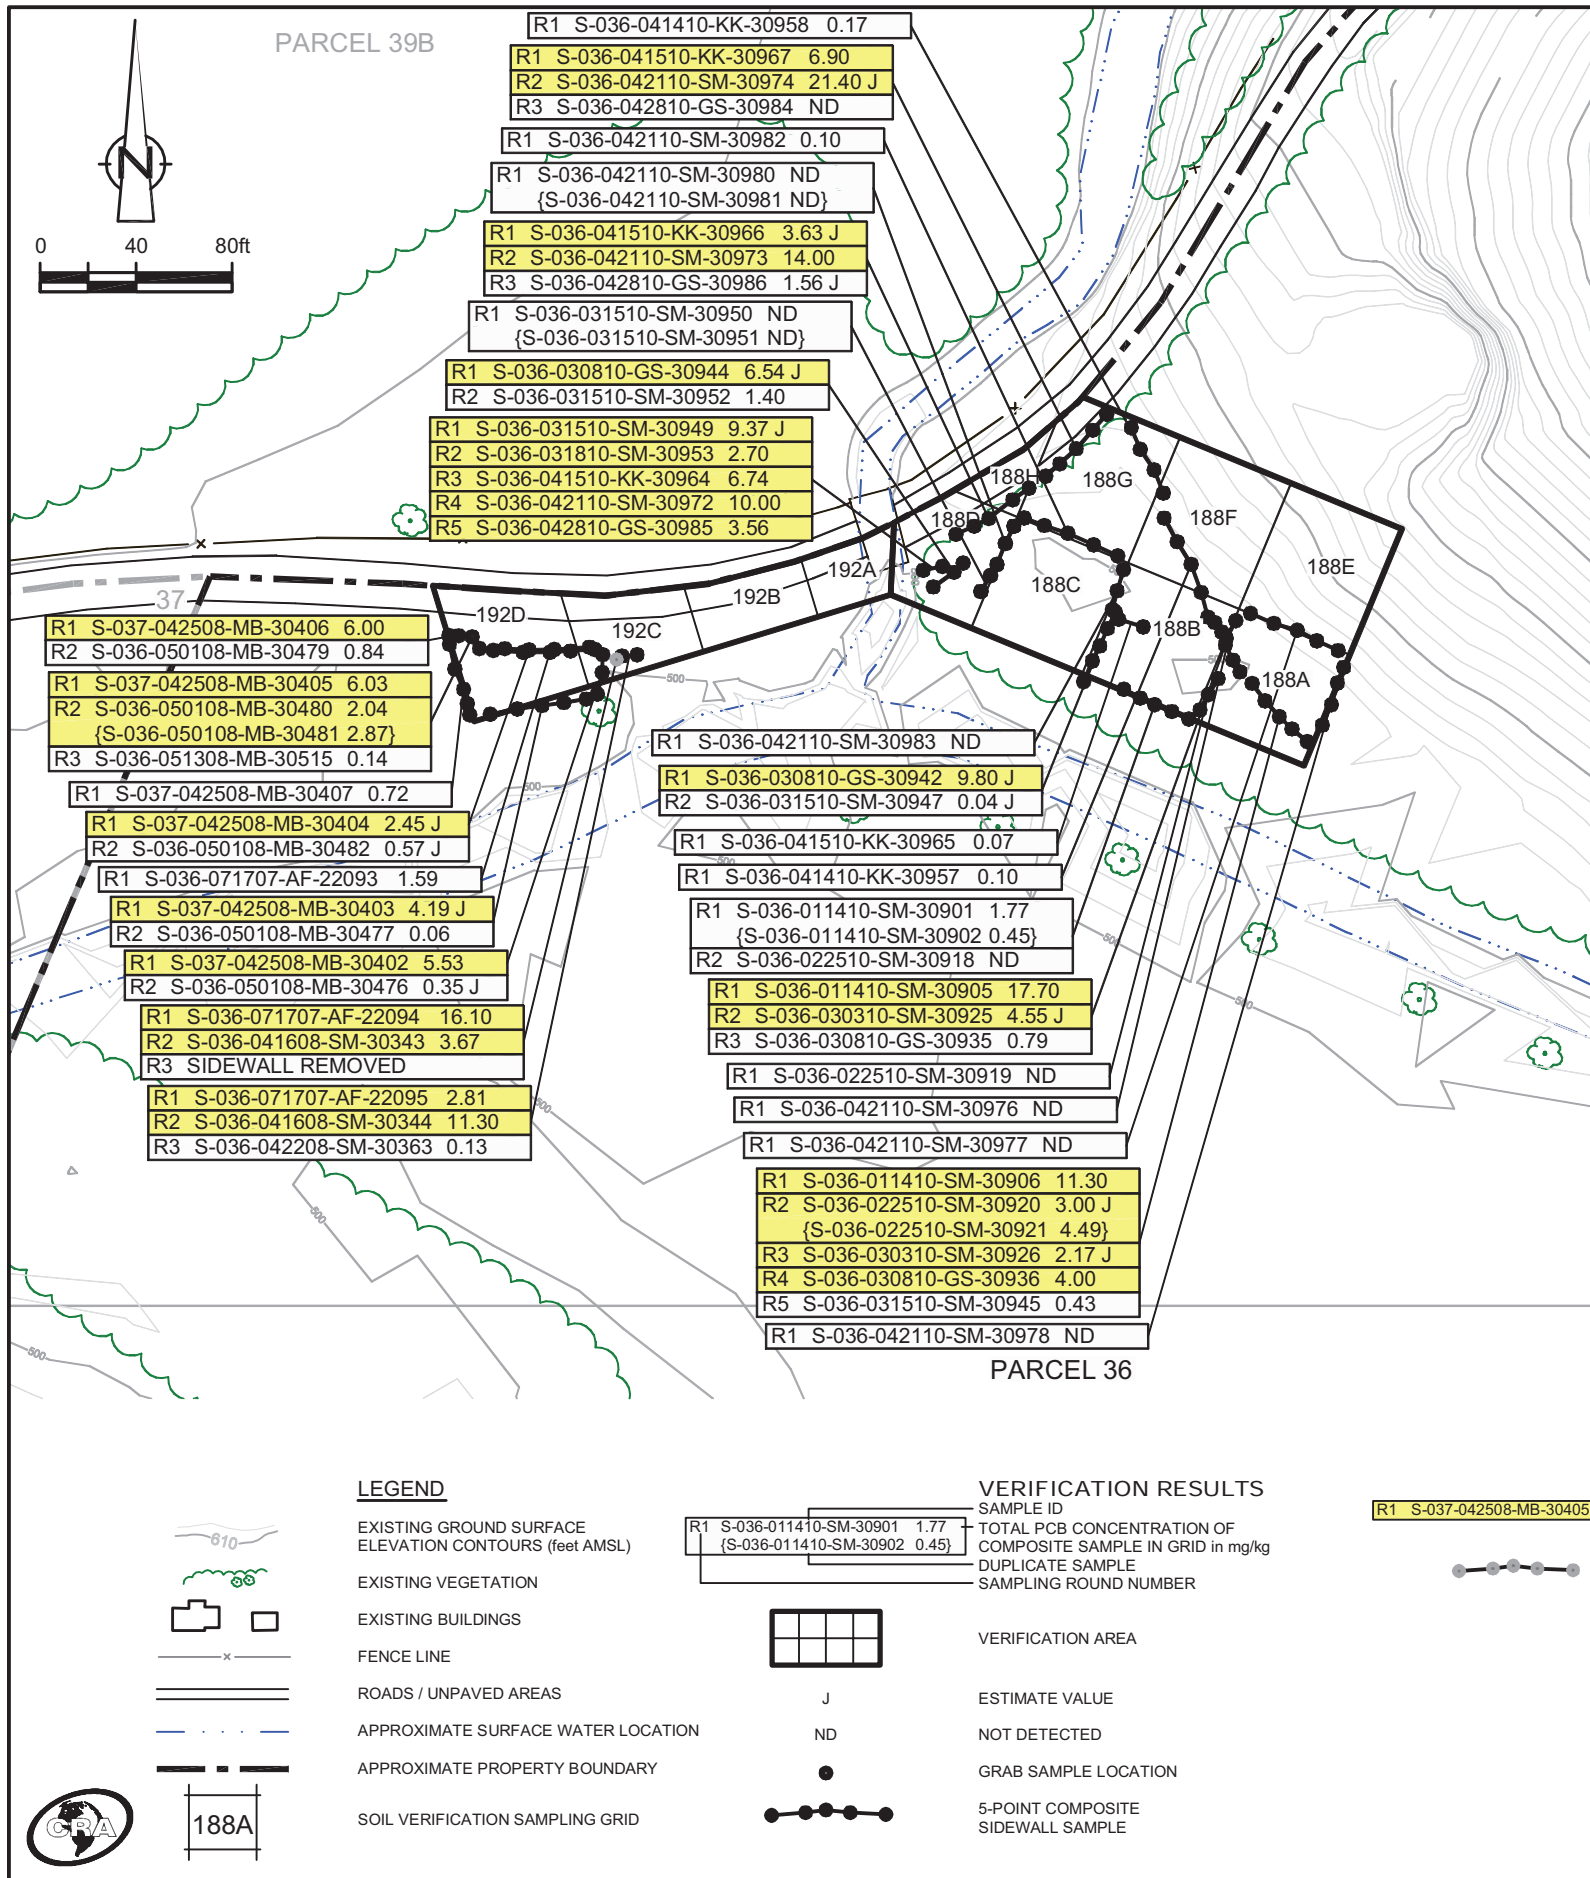 PARCEL 39B
N
0 40 80ft
R1 S-036-041410-KK-30958 0.17
R1 S-036-041510-KK-30967 6.90
R2 S-036-042110-SM-30974 21.40 J
R3 S-036-042810-GS-30984 ND
R1 S-036-042110-SM-30982 0.10
R1 S-036-042110-SM-30980 ND
{S-036-042110-SM-30981 ND}
R1 S-036-041510-KK-30966 3.63 J
R2 S-036-042110-SM-30973 14.00
R3 S-036-042810-GS-30986 1.56 J
R1 S-036-031510-SM-30950 ND
{S-036-031510-SM-30951 ND}
R1 S-036-030810-GS-30944 6.54 J
R2 S-036-031510-SM-30952 1.40
R1 S-036-031510-SM-30949 9.37 J
R2 S-036-031810-SM-30953 2.70
R3 S-036-041510-KK-30964 6.74
R4 S-036-042110-SM-30972 10.00
R5 S-036-042810-GS-30985 3.56
188H
188G
188D
188F
188E
188C
188B
188A
192A
192B
192C
192D
37
R1 S-037-042508-MB-30406 6.00
R2 S-036-050108-MB-30479 0.84
R1 S-037-042508-MB-30405 6.03
R2 S-036-050108-MB-30480 2.04
{S-036-050108-MB-30481 2.87}
R3 S-036-051308-MB-30515 0.14
R1 S-037-042508-MB-30407 0.72
R1 S-037-042508-MB-30404 2.45 J
R2 S-036-050108-MB-30482 0.57 J
R1 S-036-071707-AF-22093 1.59
R1 S-037-042508-MB-30403 4.19 J
R2 S-036-050108-MB-30477 0.06
R1 S-037-042508-MB-30402 5.53
R2 S-036-050108-MB-30476 0.35 J
R1 S-036-071707-AF-22094 16.10
R2 S-036-041608-SM-30343 3.67
R3 SIDEWALL REMOVED
R1 S-036-071707-AF-22095 2.81
R2 S-036-041608-SM-30344 11.30
R3 S-036-042208-SM-30363 0.13
R1 S-036-042110-SM-30983 ND
R1 S-036-030810-GS-30942 9.80 J
R2 S-036-031510-SM-30947 0.04 J
R1 S-036-041510-KK-30965 0.07
R1 S-036-041410-KK-30957 0.10
R1 S-036-011410-SM-30901 1.77
{S-036-011410-SM-30902 0.45}
R2 S-036-022510-SM-30918 ND
R1 S-036-011410-SM-30905 17.70
R2 S-036-030310-SM-30925 4.55 J
R3 S-036-030810-GS-30935 0.79
R1 S-036-022510-SM-30919 ND
R1 S-036-042110-SM-30976 ND
R1 S-036-042110-SM-30977 ND
R1 S-036-011410-SM-30906 11.30
R2 S-036-022510-SM-30920 3.00 J
{S-036-022510-SM-30921 4.49}
R3 S-036-030310-SM-30926 2.17 J
R4 S-036-030810-GS-30936 4.00
R5 S-036-031510-SM-30945 0.43
R1 S-036-042110-SM-30978 ND
500
500
500
500
500
500
500
500
PARCEL 36
LEGEND
610
EXISTING GROUND SURFACE
ELEVATION CONTOURS (feet AMSL)
EXISTING VEGETATION
EXISTING BUILDINGS
x
FENCE LINE
ROADS / UNPAVED AREAS
APPROXIMATE SURFACE WATER LOCATION
APPROXIMATE PROPERTY BOUNDARY
188A
SOIL VERIFICATION SAMPLING GRID
CRA
VERIFICATION RESULTS
R1 S-036-011410-SM-30901 1.77
{S-036-011410-SM-30902 0.45}
SAMPLE ID
TOTAL PCB CONCENTRATION OF
COMPOSITE SAMPLE IN GRID in mg/kg
DUPLICATE SAMPLE
SAMPLING ROUND NUMBER
VERIFICATION AREA
J ESTIMATE VALUE
ND NOT DETECTED
GRAB SAMPLE LOCATION
5-POINT COMPOSITE
SIDEWALL SAMPLE
R1 S-037-042508-MB-30405